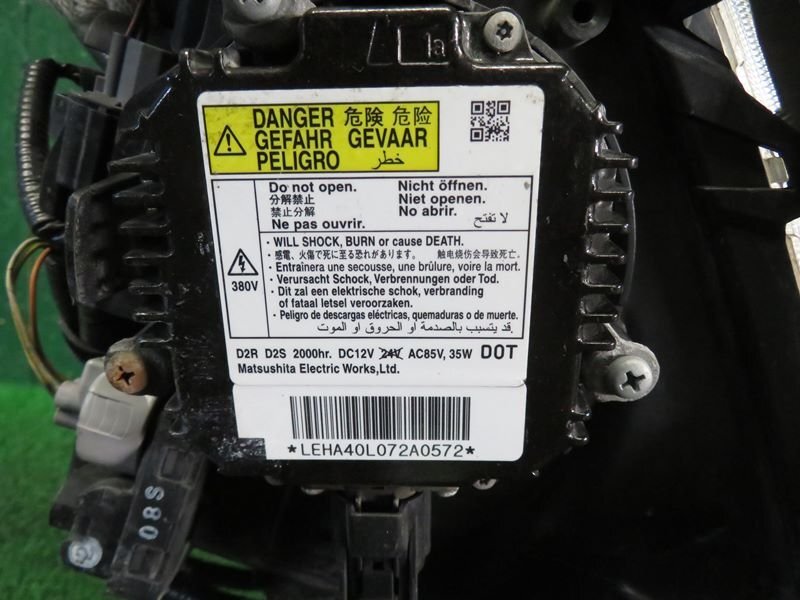 1a
DANGER 危険 危险
GEFAHR GEVAAR
PELIGRO خطر
Do not open. Nicht öffnen.
分解禁止 Niet openen.
禁止分解 No abrir.
Ne pas ouvrir. لا تفتح
380V
· WILL SHOCK, BURN or cause DEATH.
· 感電、火傷で死に至る恐れがあります。 触电烧伤会导致死亡。
· Entrainera une secousse, une brûlure, voire la mort.
· Verursacht Schock, Verbrennungen oder Tod.
· Dit zal een elektrische schok, verbranding
of fataal letsel veroorzaken.
· Peligro de descargas eléctricas, quemaduras o de muerte.
· قد يتسبب بالصدمة او الحروق او الموت.
D2R D2S 2000hr. DC12V 24V AC85V, 35W DOT
Matsushita Electric Works,Ltd.
*LEHA40L072A0572*
08S